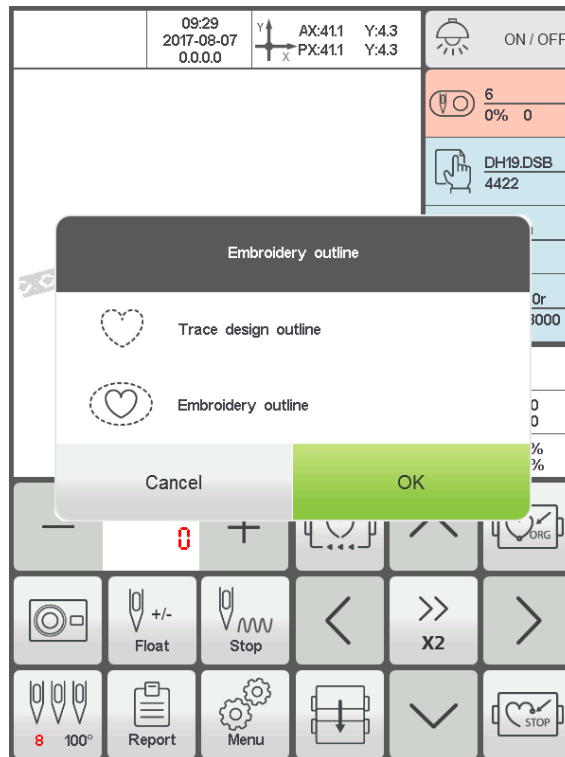 09:29
2017-08-07
0.0.0.0
Y
X
AX:41.1 Y:4.3
PX:41.1 Y:4.3
ON / OFF
6
0% 0
DH19.DSB
4422
Embroidery outline
0r
Trace design outline
Embroidery outline
0
0
%
%
Cancel
OK
0
ORG
+/-
Float
Stop
X2
8 100°
Report
Menu
STOP